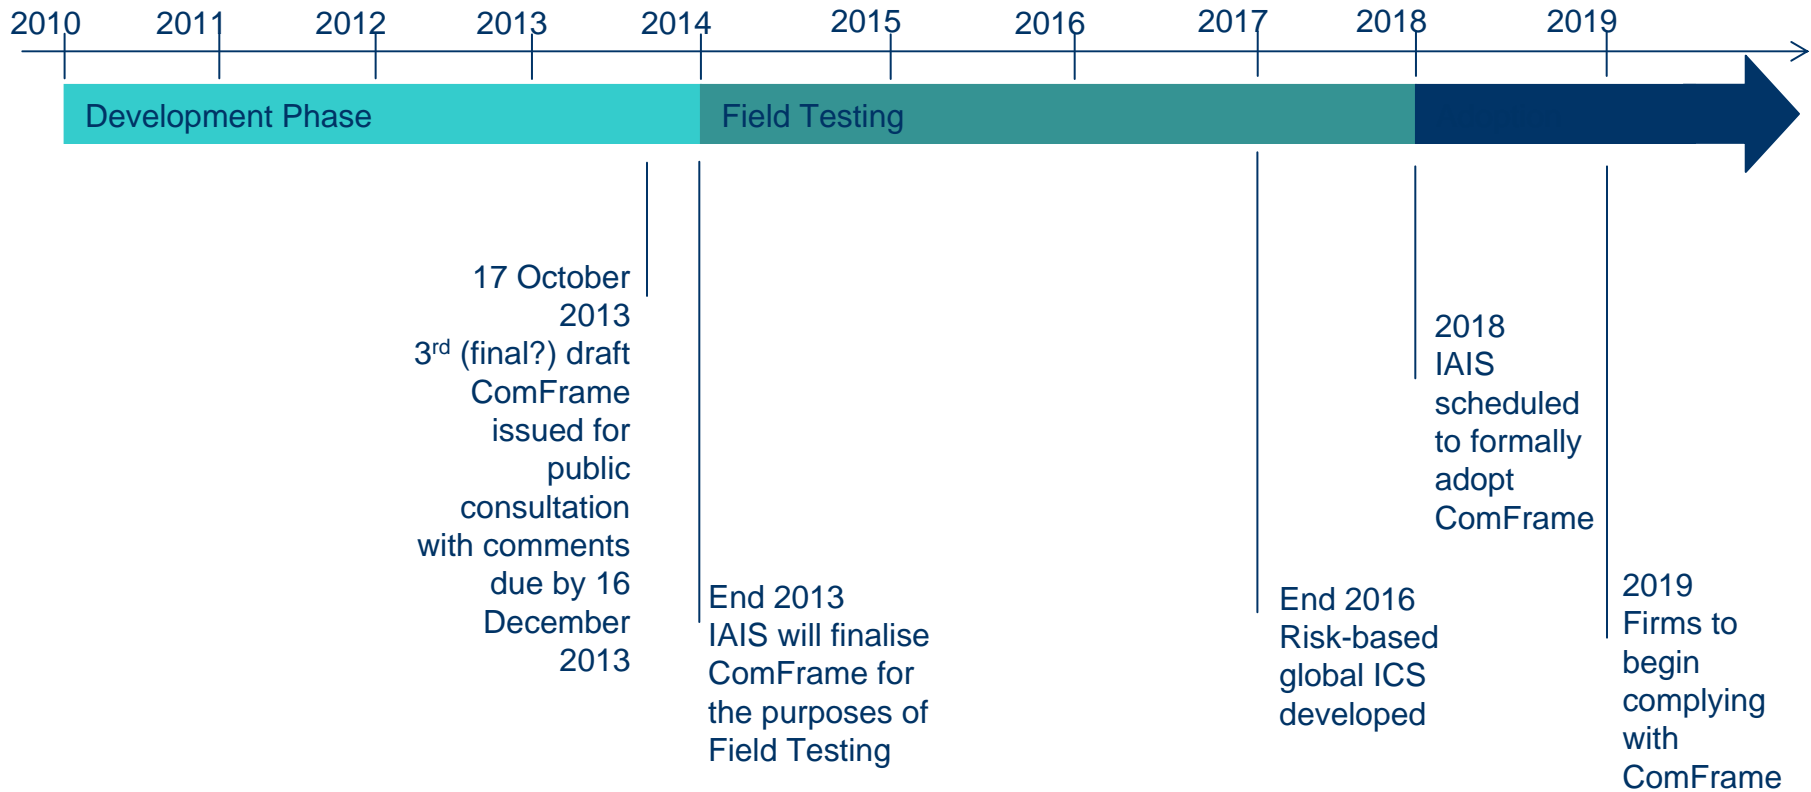 2010 2011 2012 2013 2014 2015 2016 2017 2018 2019
Development Phase
Field Testing
Adoption
17 October
2013
3rd (final?) draft
ComFrame
issued for
public
consultation
with comments
due by 16
December
2013
End 2013
IAIS will finalise
ComFrame for
the purposes of
Field Testing
End 2016
Risk-based
global ICS
developed
2018
IAIS
scheduled
to formally
adopt
ComFrame
2019
Firms to
begin
complying
with
ComFrame